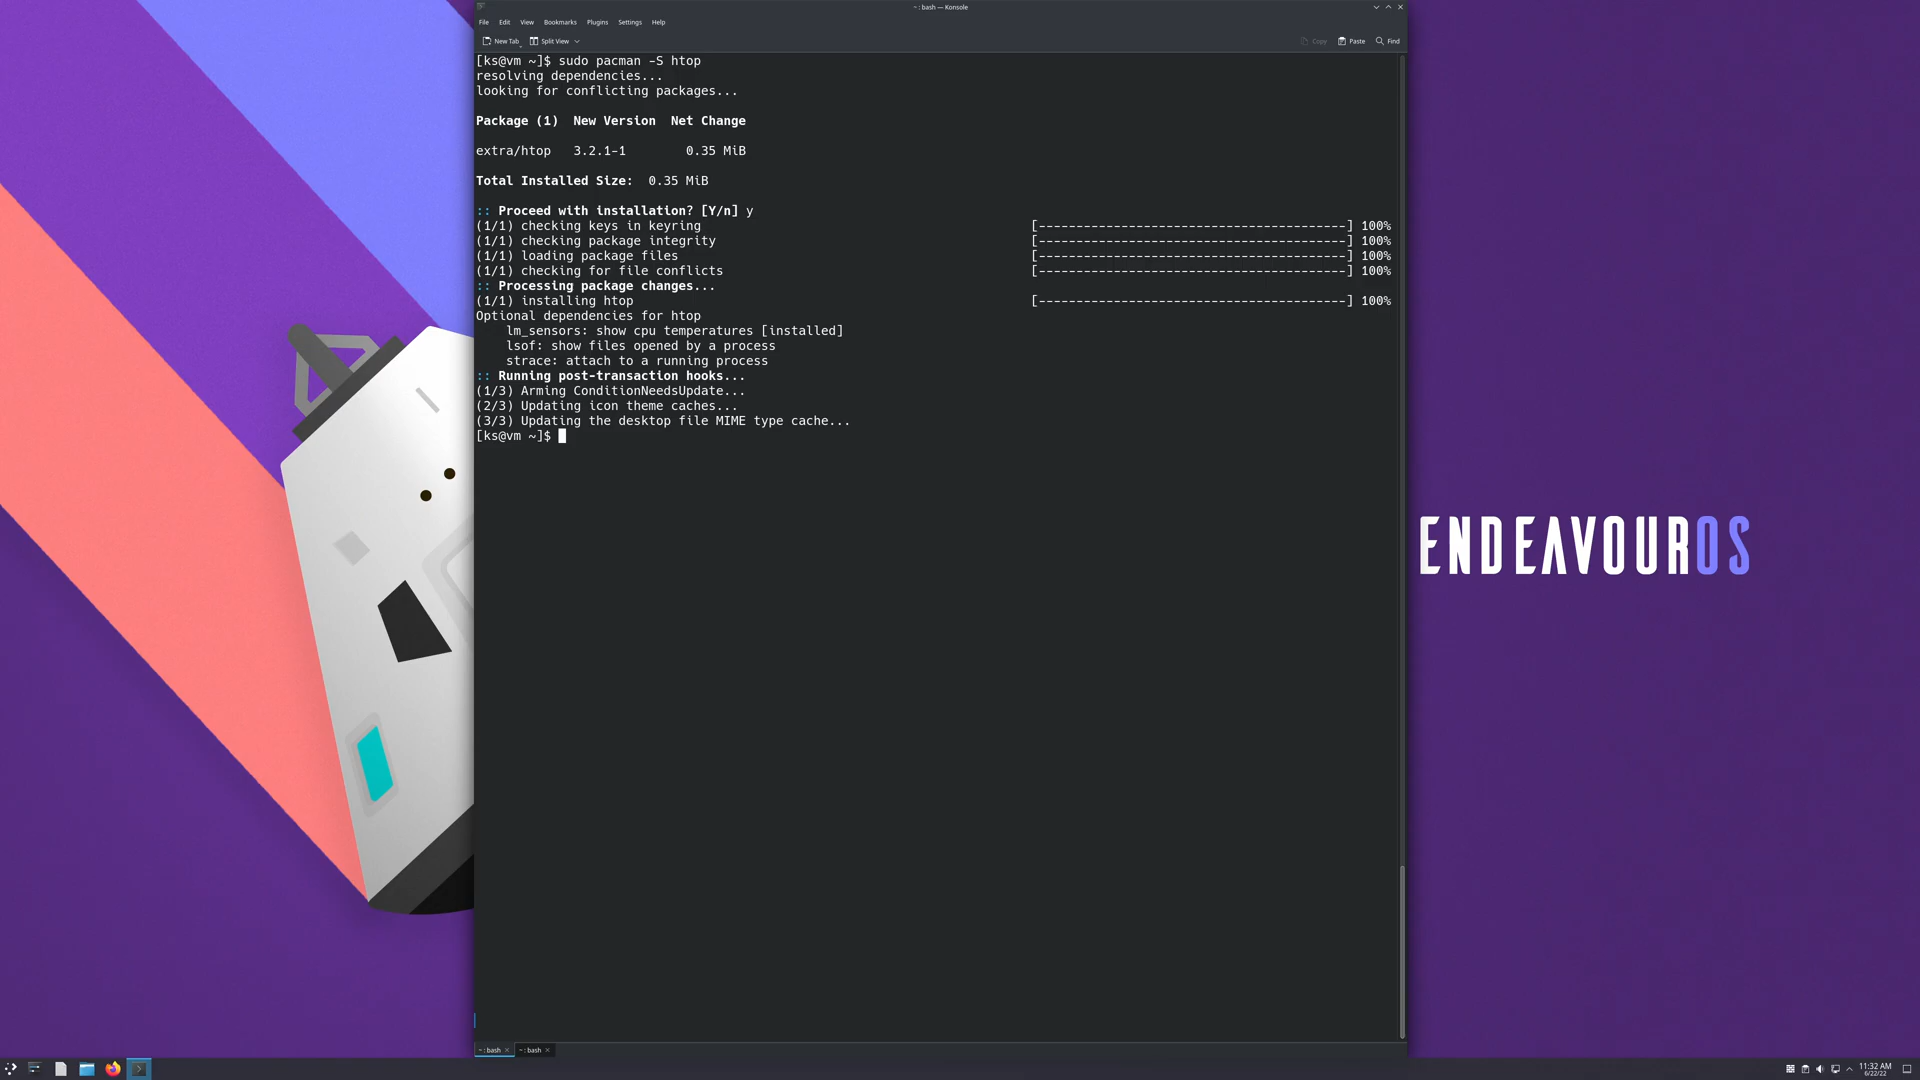 ~ : bash — Konsole
File Edit View Bookmarks Plugins Settings Help
New Tab Split View Copy Paste Find
[ks@vm ~]$ sudo pacman -S htop
resolving dependencies...
looking for conflicting packages...
Package (1)  New Version  Net Change
extra/htop   3.2.1-1        0.35 MiB
Total Installed Size:  0.35 MiB
:: Proceed with installation? [Y/n] y
(1/1) checking keys in keyring [-----------------------------------------] 100%
(1/1) checking package integrity [-----------------------------------------] 100%
(1/1) loading package files [-----------------------------------------] 100%
(1/1) checking for file conflicts [-----------------------------------------] 100%
:: Processing package changes...
(1/1) installing htop [-----------------------------------------] 100%
Optional dependencies for htop
    lm_sensors: show cpu temperatures [installed]
    lsof: show files opened by a process
    strace: attach to a running process
:: Running post-transaction hooks...
(1/3) Arming ConditionNeedsUpdate...
(2/3) Updating icon theme caches...
(3/3) Updating the desktop file MIME type cache...
[ks@vm ~]$
ENDEAVOUROS
~ : bash ~ : bash
11:32 AM
6/22/22